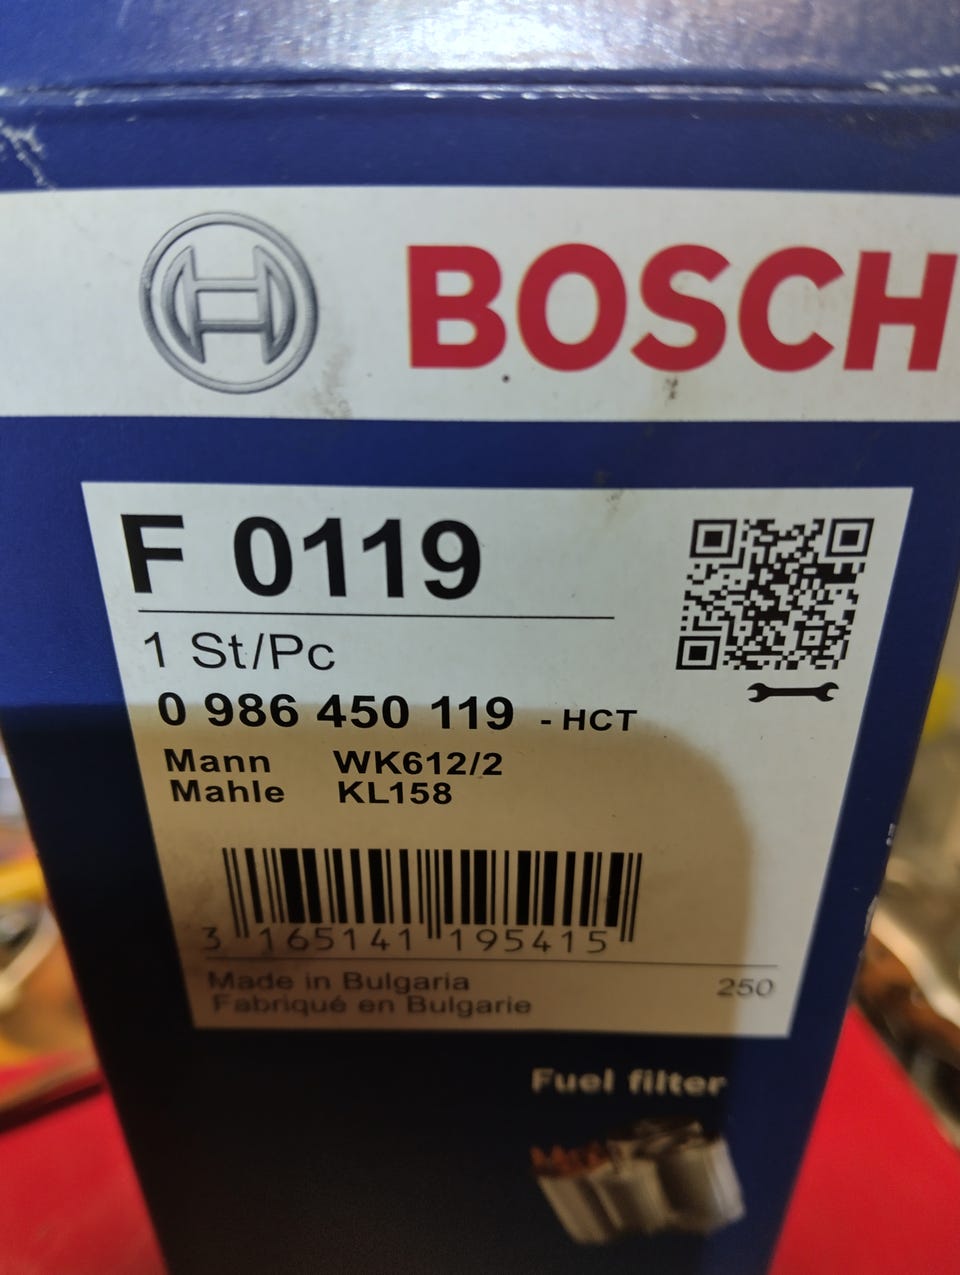 BOSCH
F 0119
1 St/Pc
0 986 450 119 - HCT
Mann WK612/2
Mahle KL158
3 165141 195415
Made in Bulgaria
Fabriqué en Bulgarie
250
Fuel filter